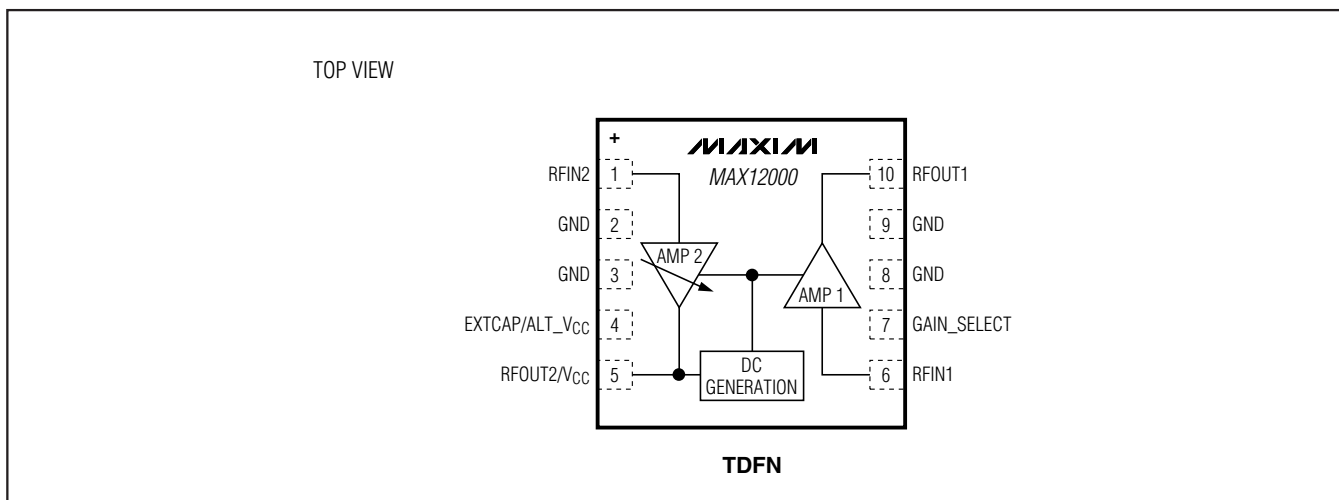 TOP VIEW
+
MAXIM
MAX12000
RFIN2 1
10 RFOUT1
GND 2
9 GND
GND 3
AMP 2
8 GND
AMP 1
EXTCAP/ALT_VCC 4
7 GAIN_SELECT
RFOUT2/VCC 5
DC
GENERATION
6 RFIN1
TDFN